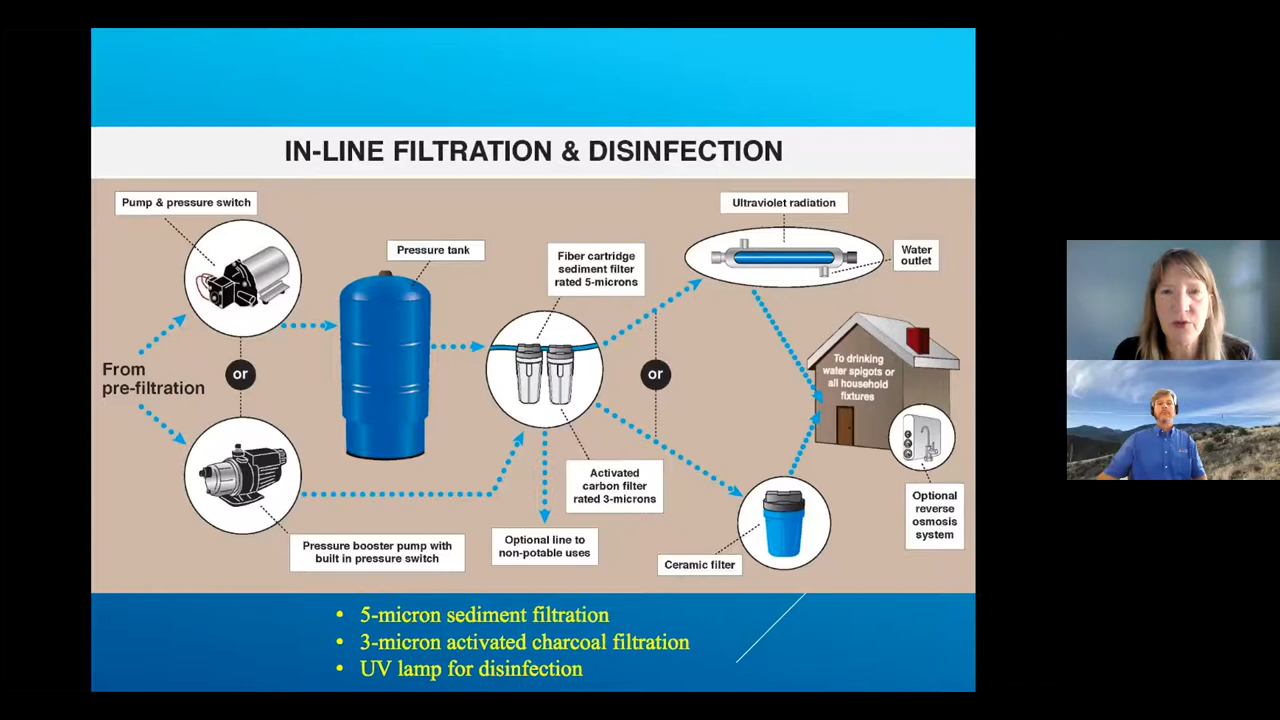 IN-LINE FILTRATION & DISINFECTION
Pump & pressure switch
Pressure tank
Fiber cartridge
sediment filter
rated 5-microns
Ultraviolet radiation
Water
outlet
From
pre-filtration
or
or
To drinking
water spigots or
all household
fixtures
Activated
carbon filter
rated 3-microns
Optional
reverse
osmosis
system
Pressure booster pump with
built in pressure switch
Optional line to
non-potable uses
Ceramic filter
• 5-micron sediment filtration
• 3-micron activated charcoal filtration
• UV lamp for disinfection